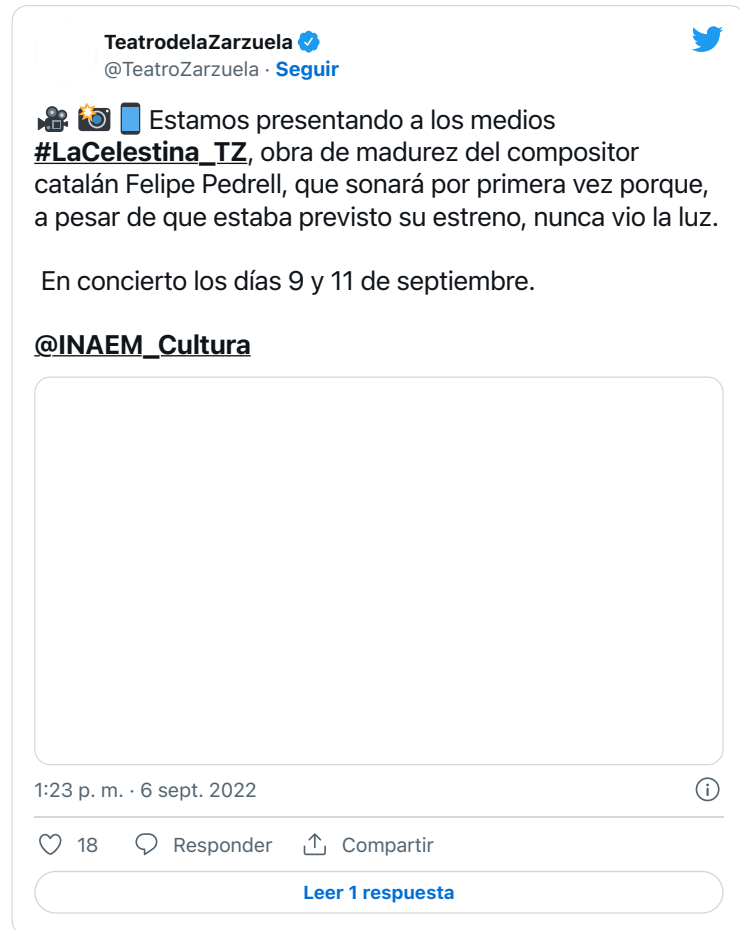 TeatrodelaZarzuela
@TeatroZarzuela · Seguir
Estamos presentando a los medios
#LaCelestina_TZ, obra de madurez del compositor
catalán Felipe Pedrell, que sonará por primera vez porque,
a pesar de que estaba previsto su estreno, nunca vio la luz.
En concierto los días 9 y 11 de septiembre.
@INAEM_Cultura
1:23 p. m. · 6 sept. 2022
18 Responder Compartir
Leer 1 respuesta